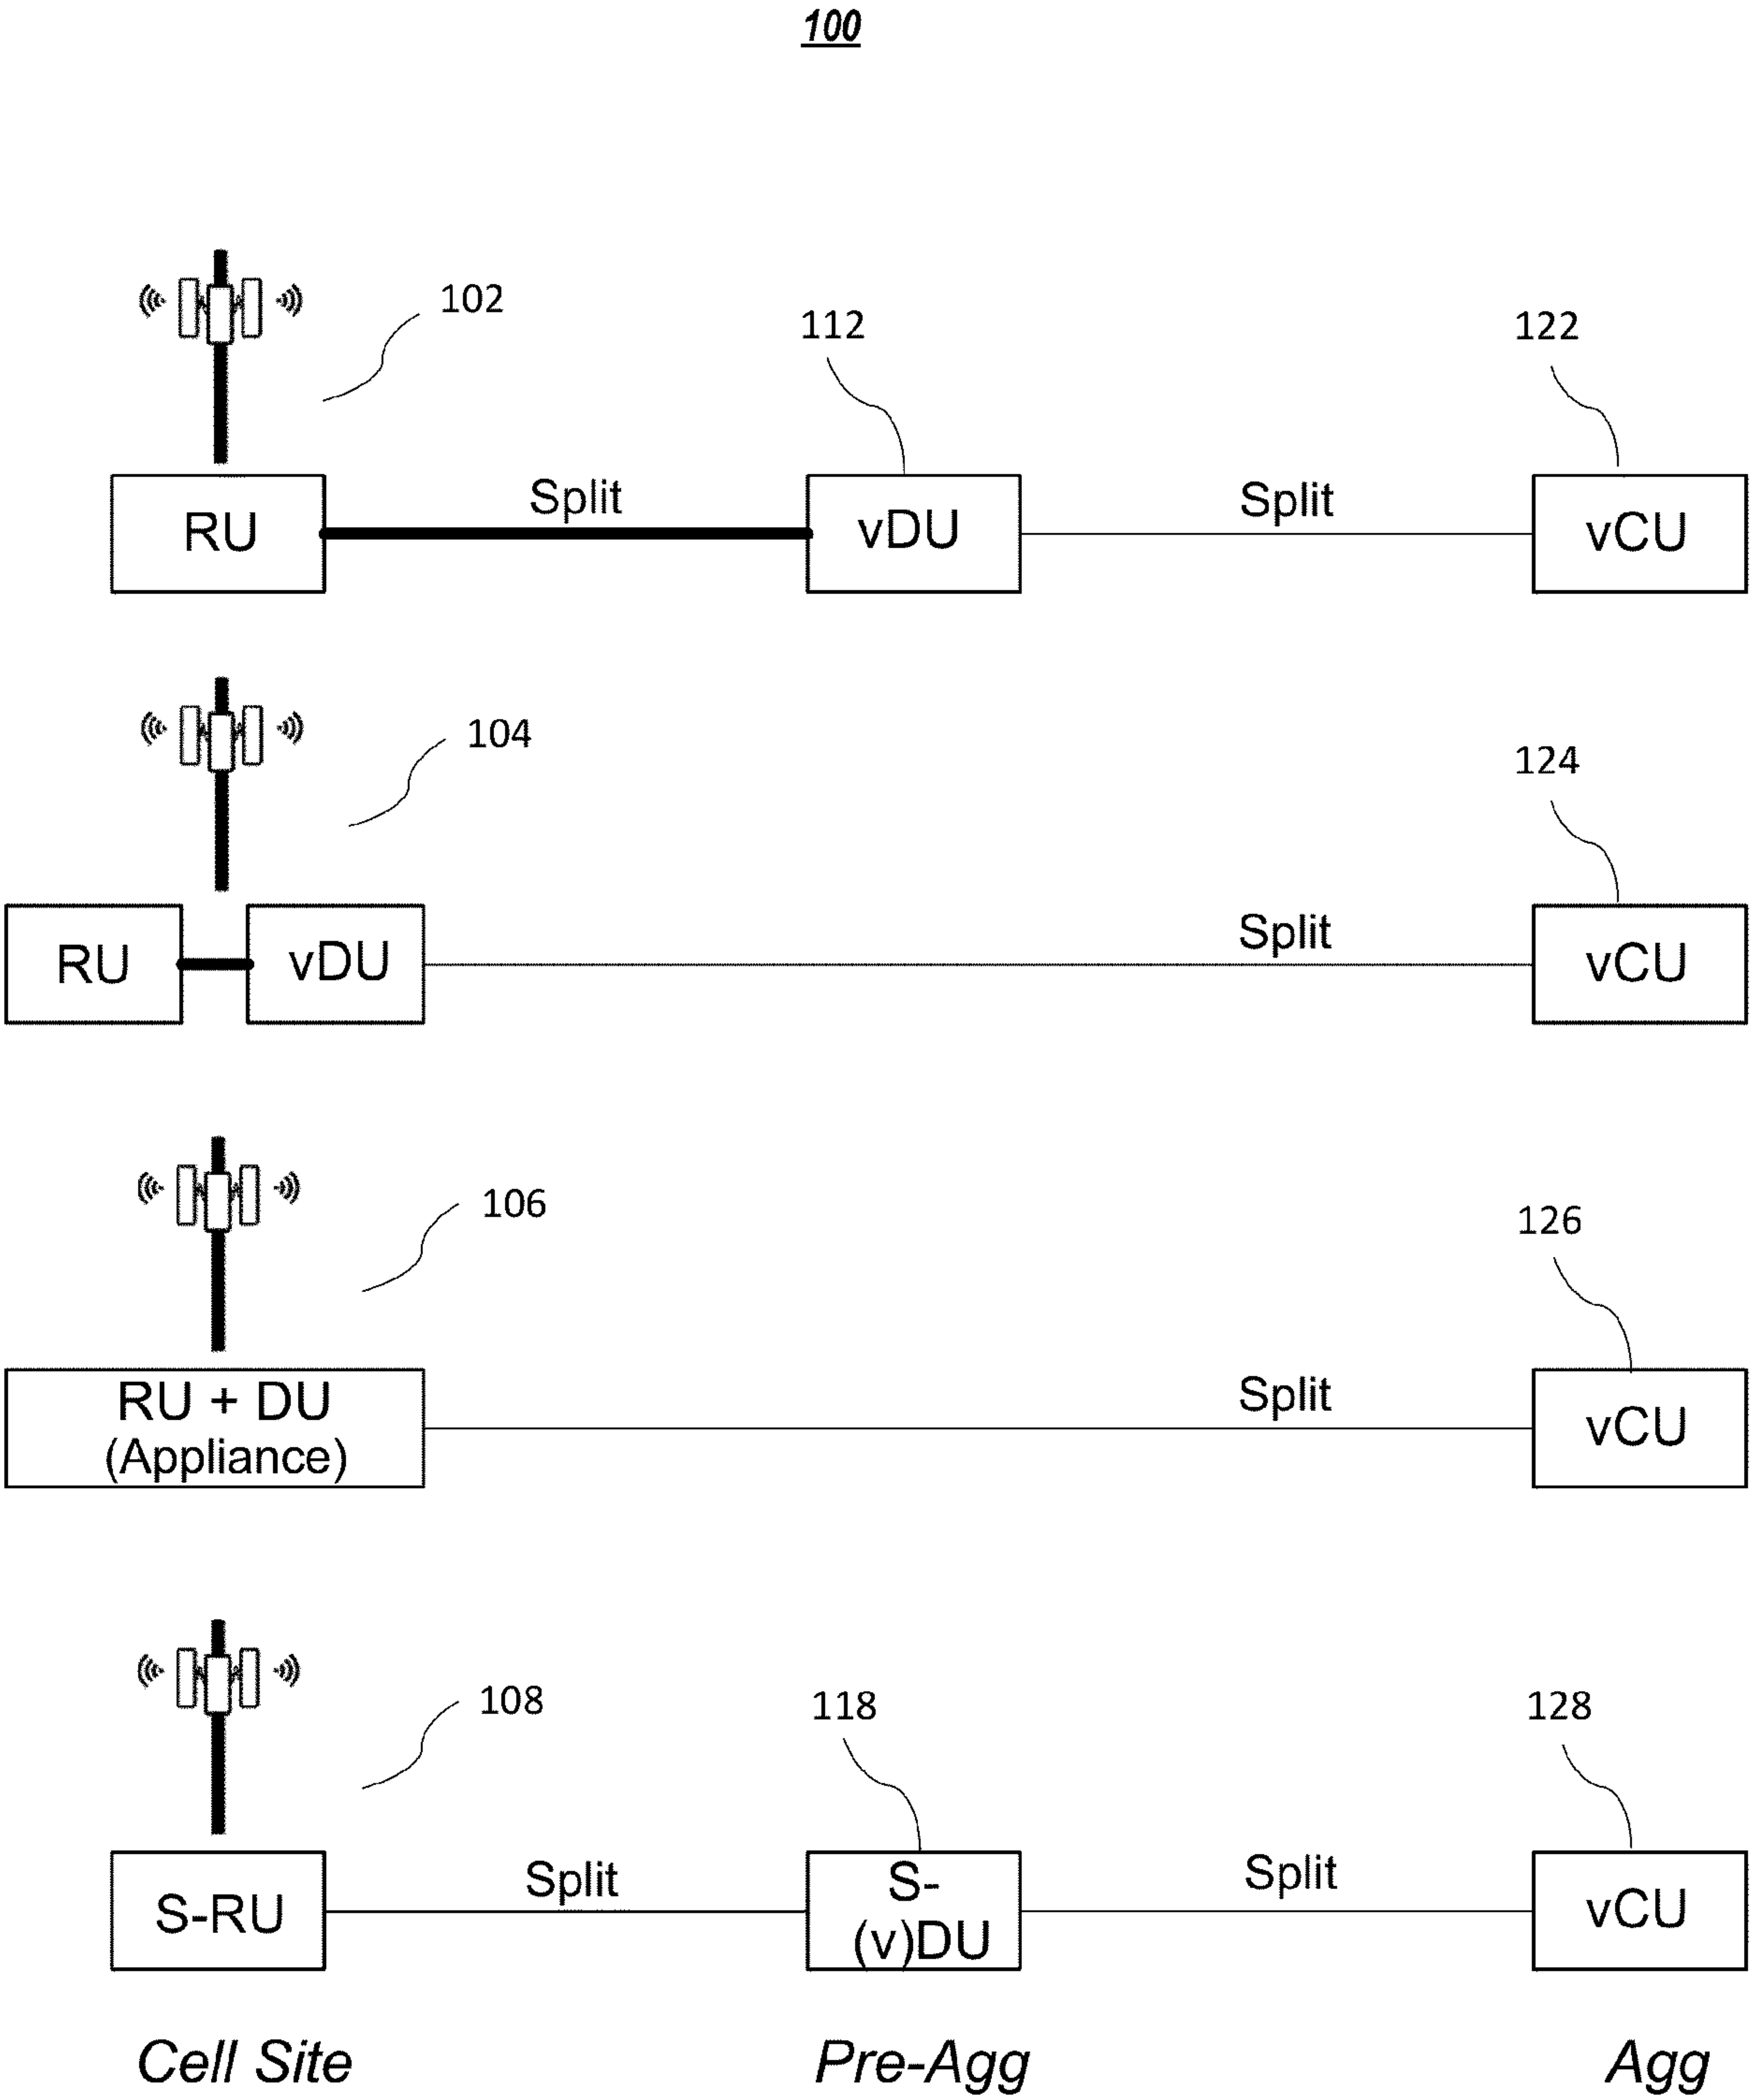 100
102
112
122
RU
Split
vDU
Split
vCU
104
124
RU
vDU
Split
vCU
106
126
RU + DU
(Appliance)
Split
vCU
108
118
128
S-RU
Split
S-
(v)DU
Split
vCU
Cell Site
Pre-Agg
Agg